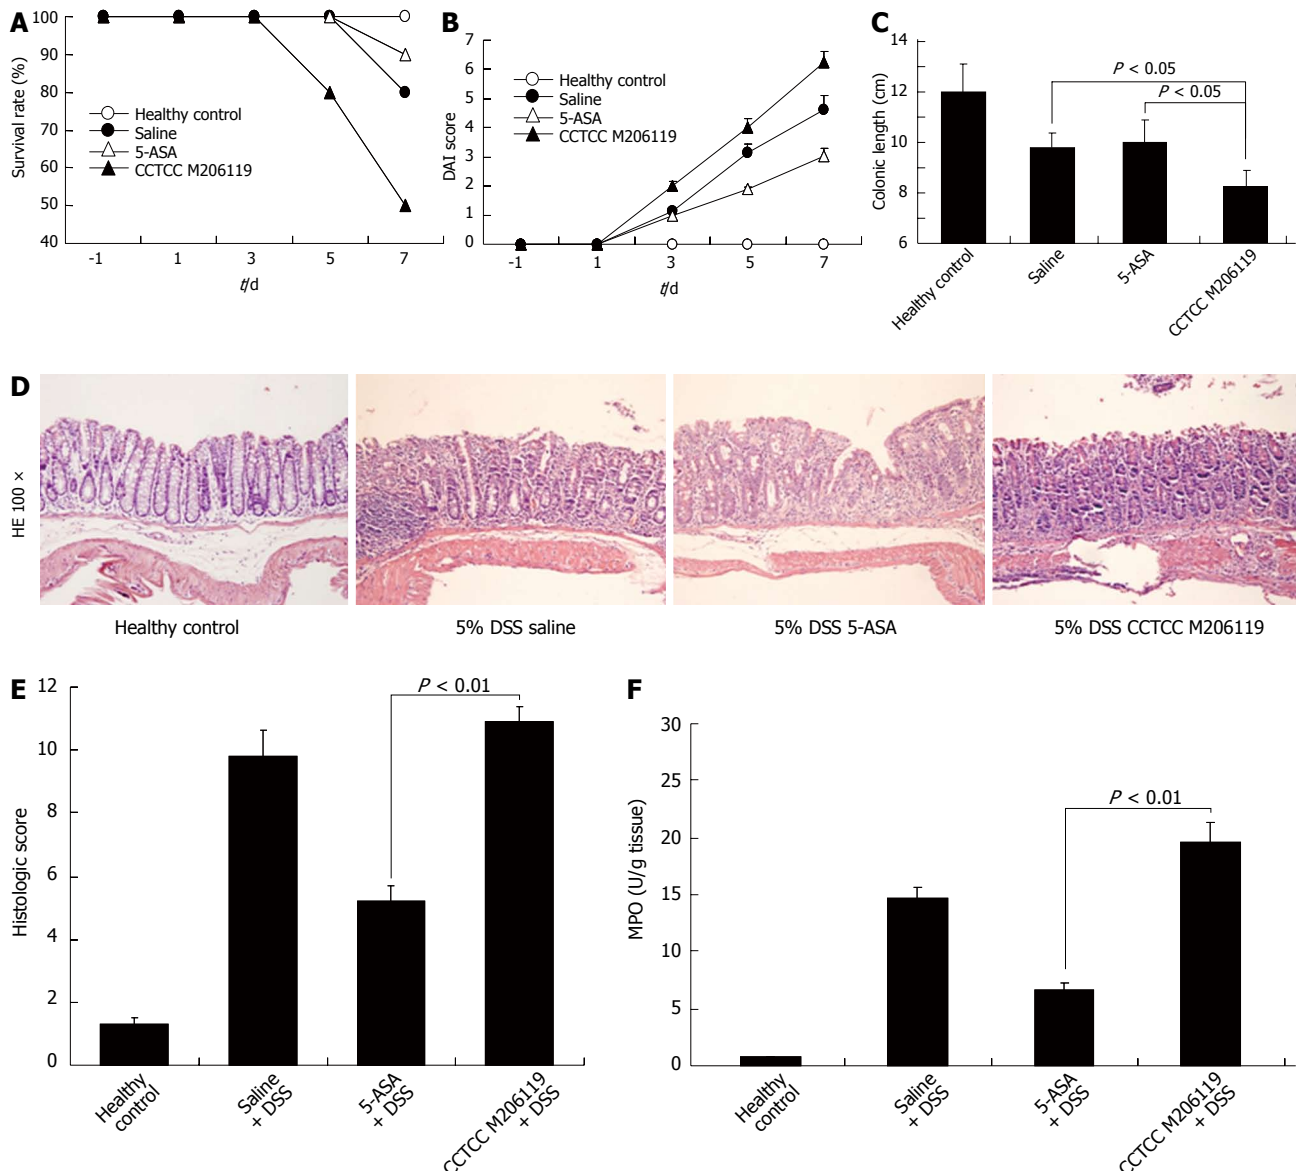 A
Survival rate (%)
100
90
80
70
60
50
40
Healthy control
Saline
5-ASA
CCTCC M206119
-1 1 3 5 7
t/d
B
DAI score
7
6
5
4
3
2
1
0
Healthy control
Saline
5-ASA
CCTCC M206119
-1 1 3 5 7
t/d
C
Colonic length (cm)
14
12
10
8
6
P < 0.05
P < 0.05
Healthy control
Saline
5-ASA
CCTCC M206119
D
HE 100 ×
Healthy control
5% DSS saline
5% DSS 5-ASA
5% DSS CCTCC M206119
E
Histologic score
12
10
8
6
4
2
0
P < 0.01
Healthy
control
Saline
+ DSS
5-ASA
+ DSS
CCTCC M206119
+ DSS
F
MPO (U/g tissue)
30
25
20
15
10
5
0
P < 0.01
Healthy
control
Saline
+ DSS
5-ASA
+ DSS
CCTCC M206119
+ DSS